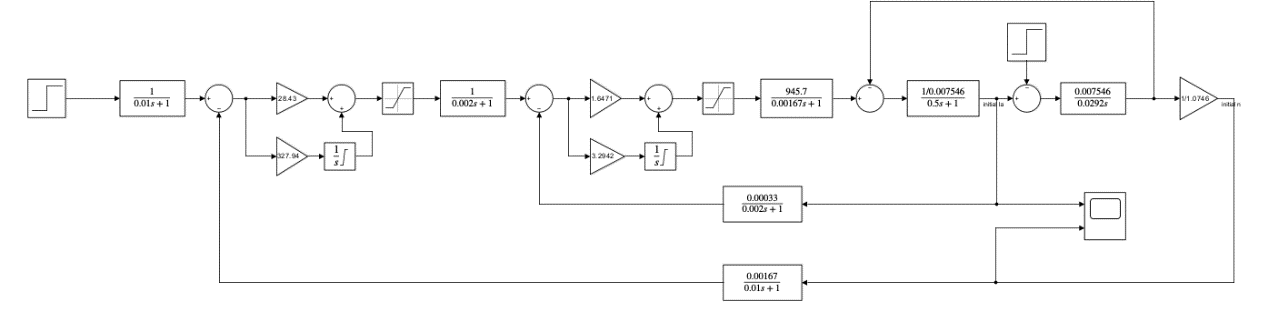 1
0.01s + 1
28.43
327.94
1
s
1
0.002s + 1
1.6471
3.2942
1
s
945.7
0.00167s + 1
1/0.007546
0.5s + 1
initial Ia
0.007546
0.0292s
1/1.0746
initial n
0.00033
0.002s + 1
0.00167
0.01s + 1